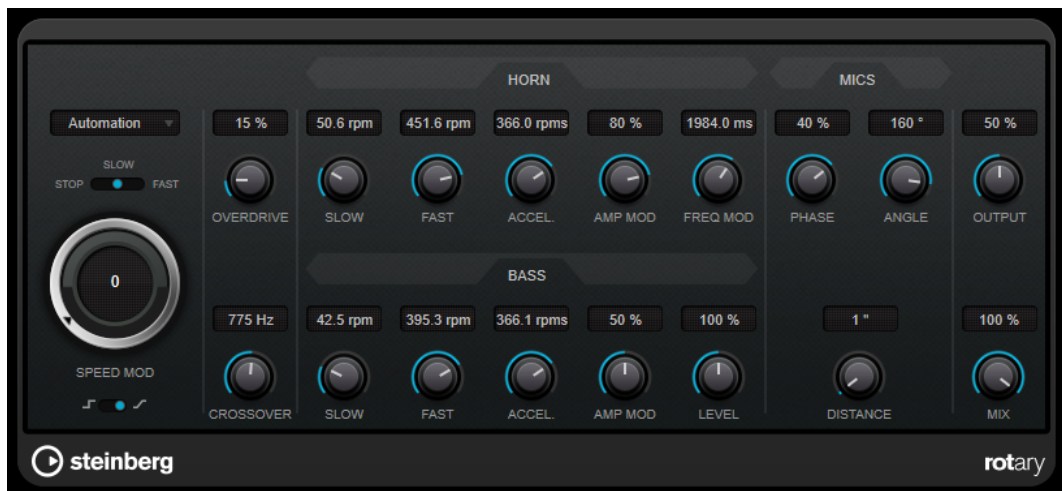 HORN
MICS
Automation
15 %
50.6 rpm
451.6 rpm
366.0 rpms
80 %
1984.0 ms
40 %
160 °
50 %
SLOW
STOP
FAST
OVERDRIVE
SLOW
FAST
ACCEL.
AMP MOD
FREQ MOD
PHASE
ANGLE
OUTPUT
BASS
0
775 Hz
42.5 rpm
395.3 rpm
366.1 rpms
50 %
100 %
1 "
100 %
SPEED MOD
CROSSOVER
SLOW
FAST
ACCEL.
AMP MOD
LEVEL
DISTANCE
MIX
steinberg
rotary